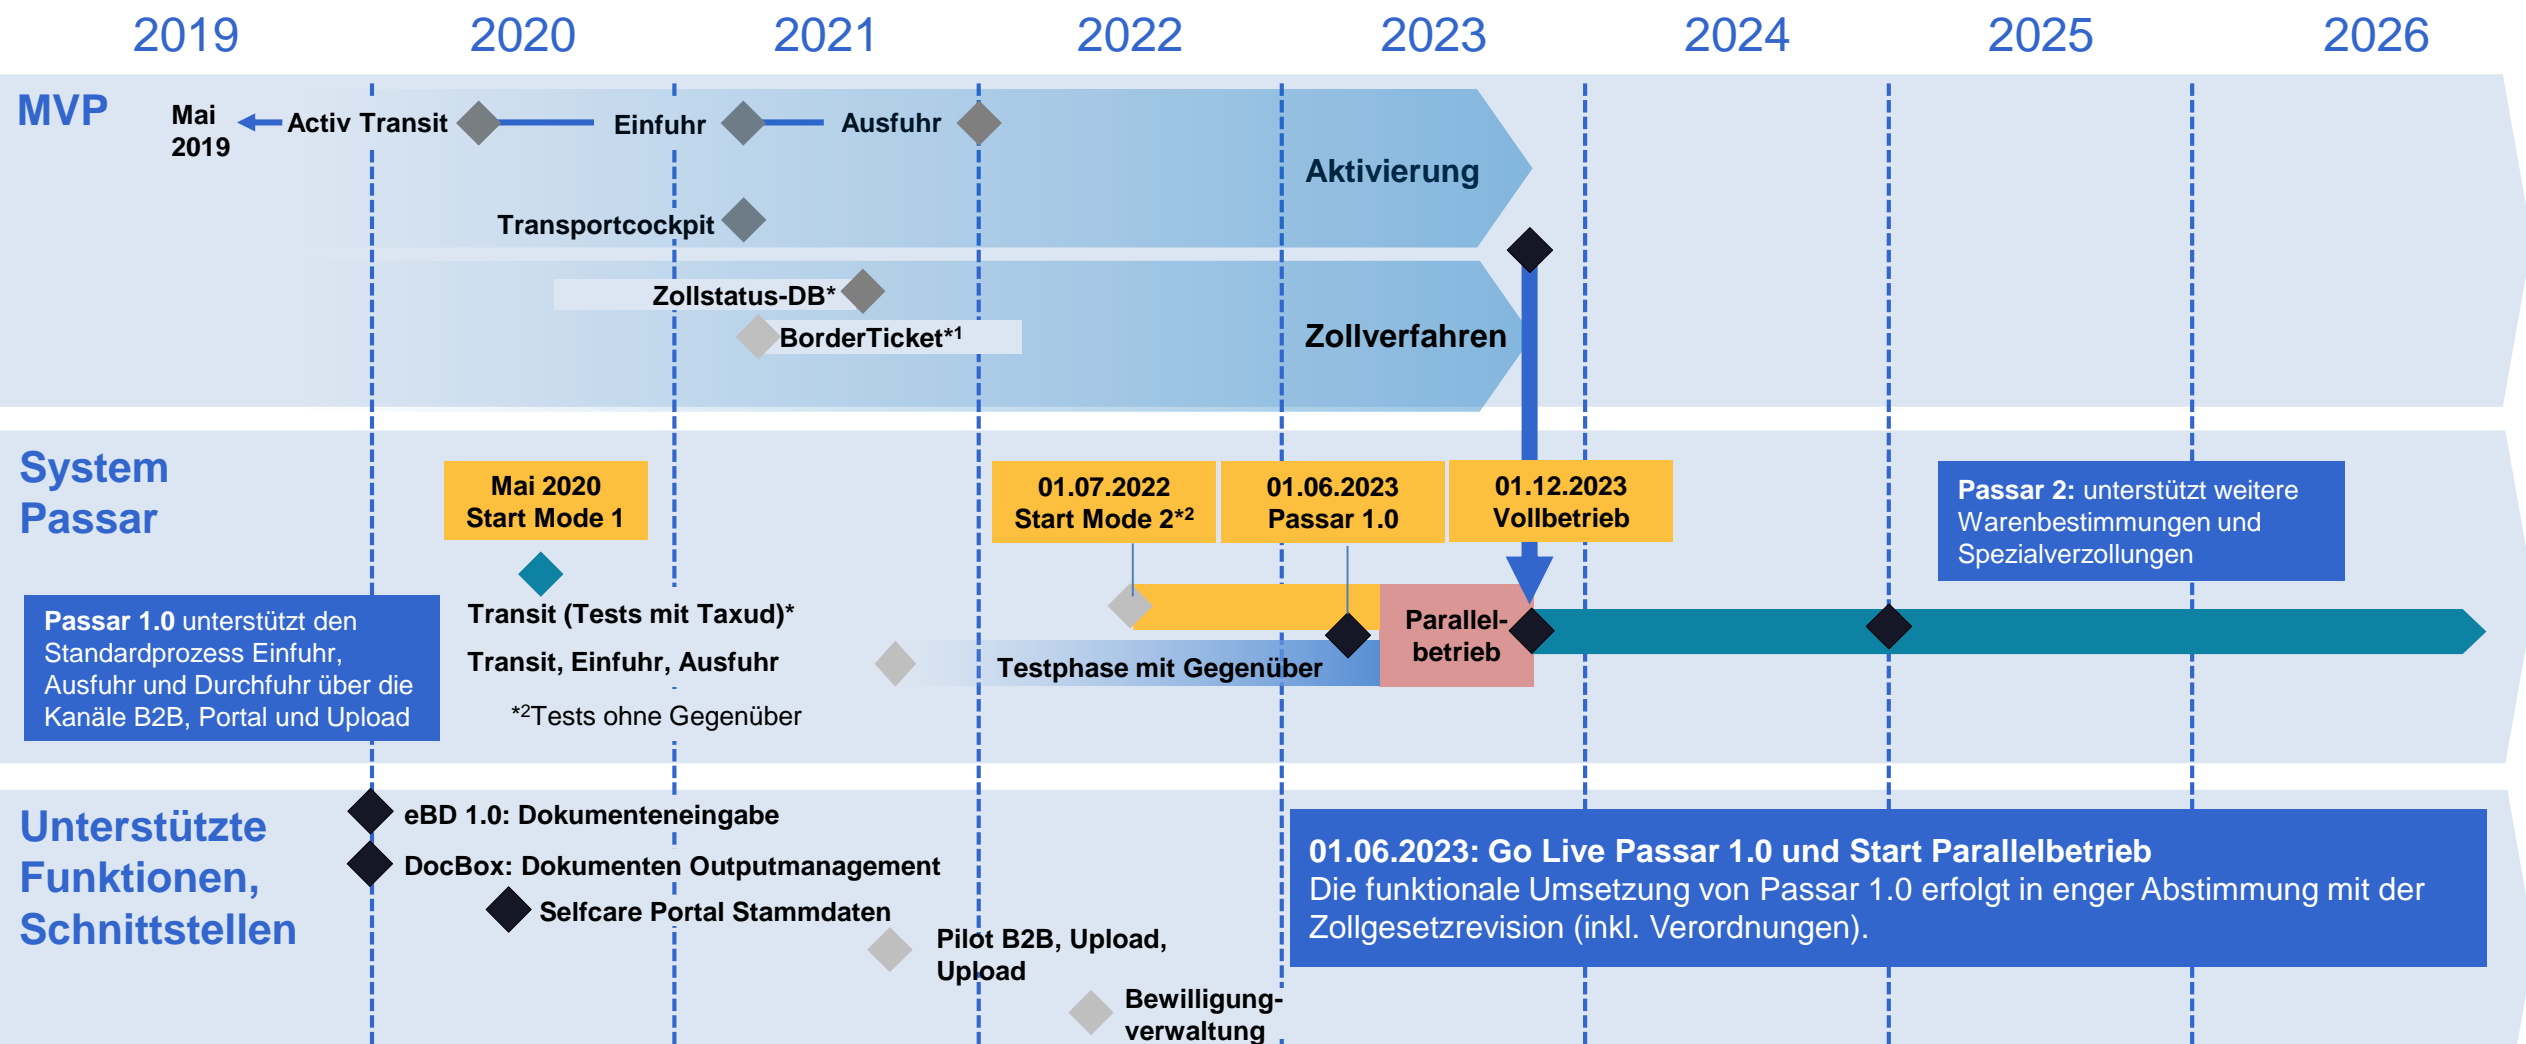 2019 2020 2021 2022 2023 2024 2025 2026
MVP
Mai
2019
Activ Transit
Einfuhr
Ausfuhr
Aktivierung
Transportcockpit
Zollstatus-DB*
BorderTicket*1
Zollverfahren
System
Passar
Mai 2020
Start Mode 1
01.07.2022
Start Mode 2*2
01.06.2023
Passar 1.0
01.12.2023
Vollbetrieb
Passar 2: unterstützt weitere
Warenbestimmungen und
Spezialverzollungen
Passar 1.0 unterstützt den
Standardprozess Einfuhr,
Ausfuhr und Durchfuhr über die
Kanäle B2B, Portal und Upload
Transit (Tests mit Taxud)*
Transit, Einfuhr, Ausfuhr
*2Tests ohne Gegenüber
Testphase mit Gegenüber
Parallel-
betrieb
Unterstützte
Funktionen,
Schnittstellen
eBD 1.0: Dokumenteneingabe
DocBox: Dokumenten Outputmanagement
Selfcare Portal Stammdaten
Pilot B2B, Upload,
Upload
Bewilligung-
verwaltung
01.06.2023: Go Live Passar 1.0 und Start Parallelbetrieb
Die funktionale Umsetzung von Passar 1.0 erfolgt in enger Abstimmung mit der
Zollgesetzrevision (inkl. Verordnungen).